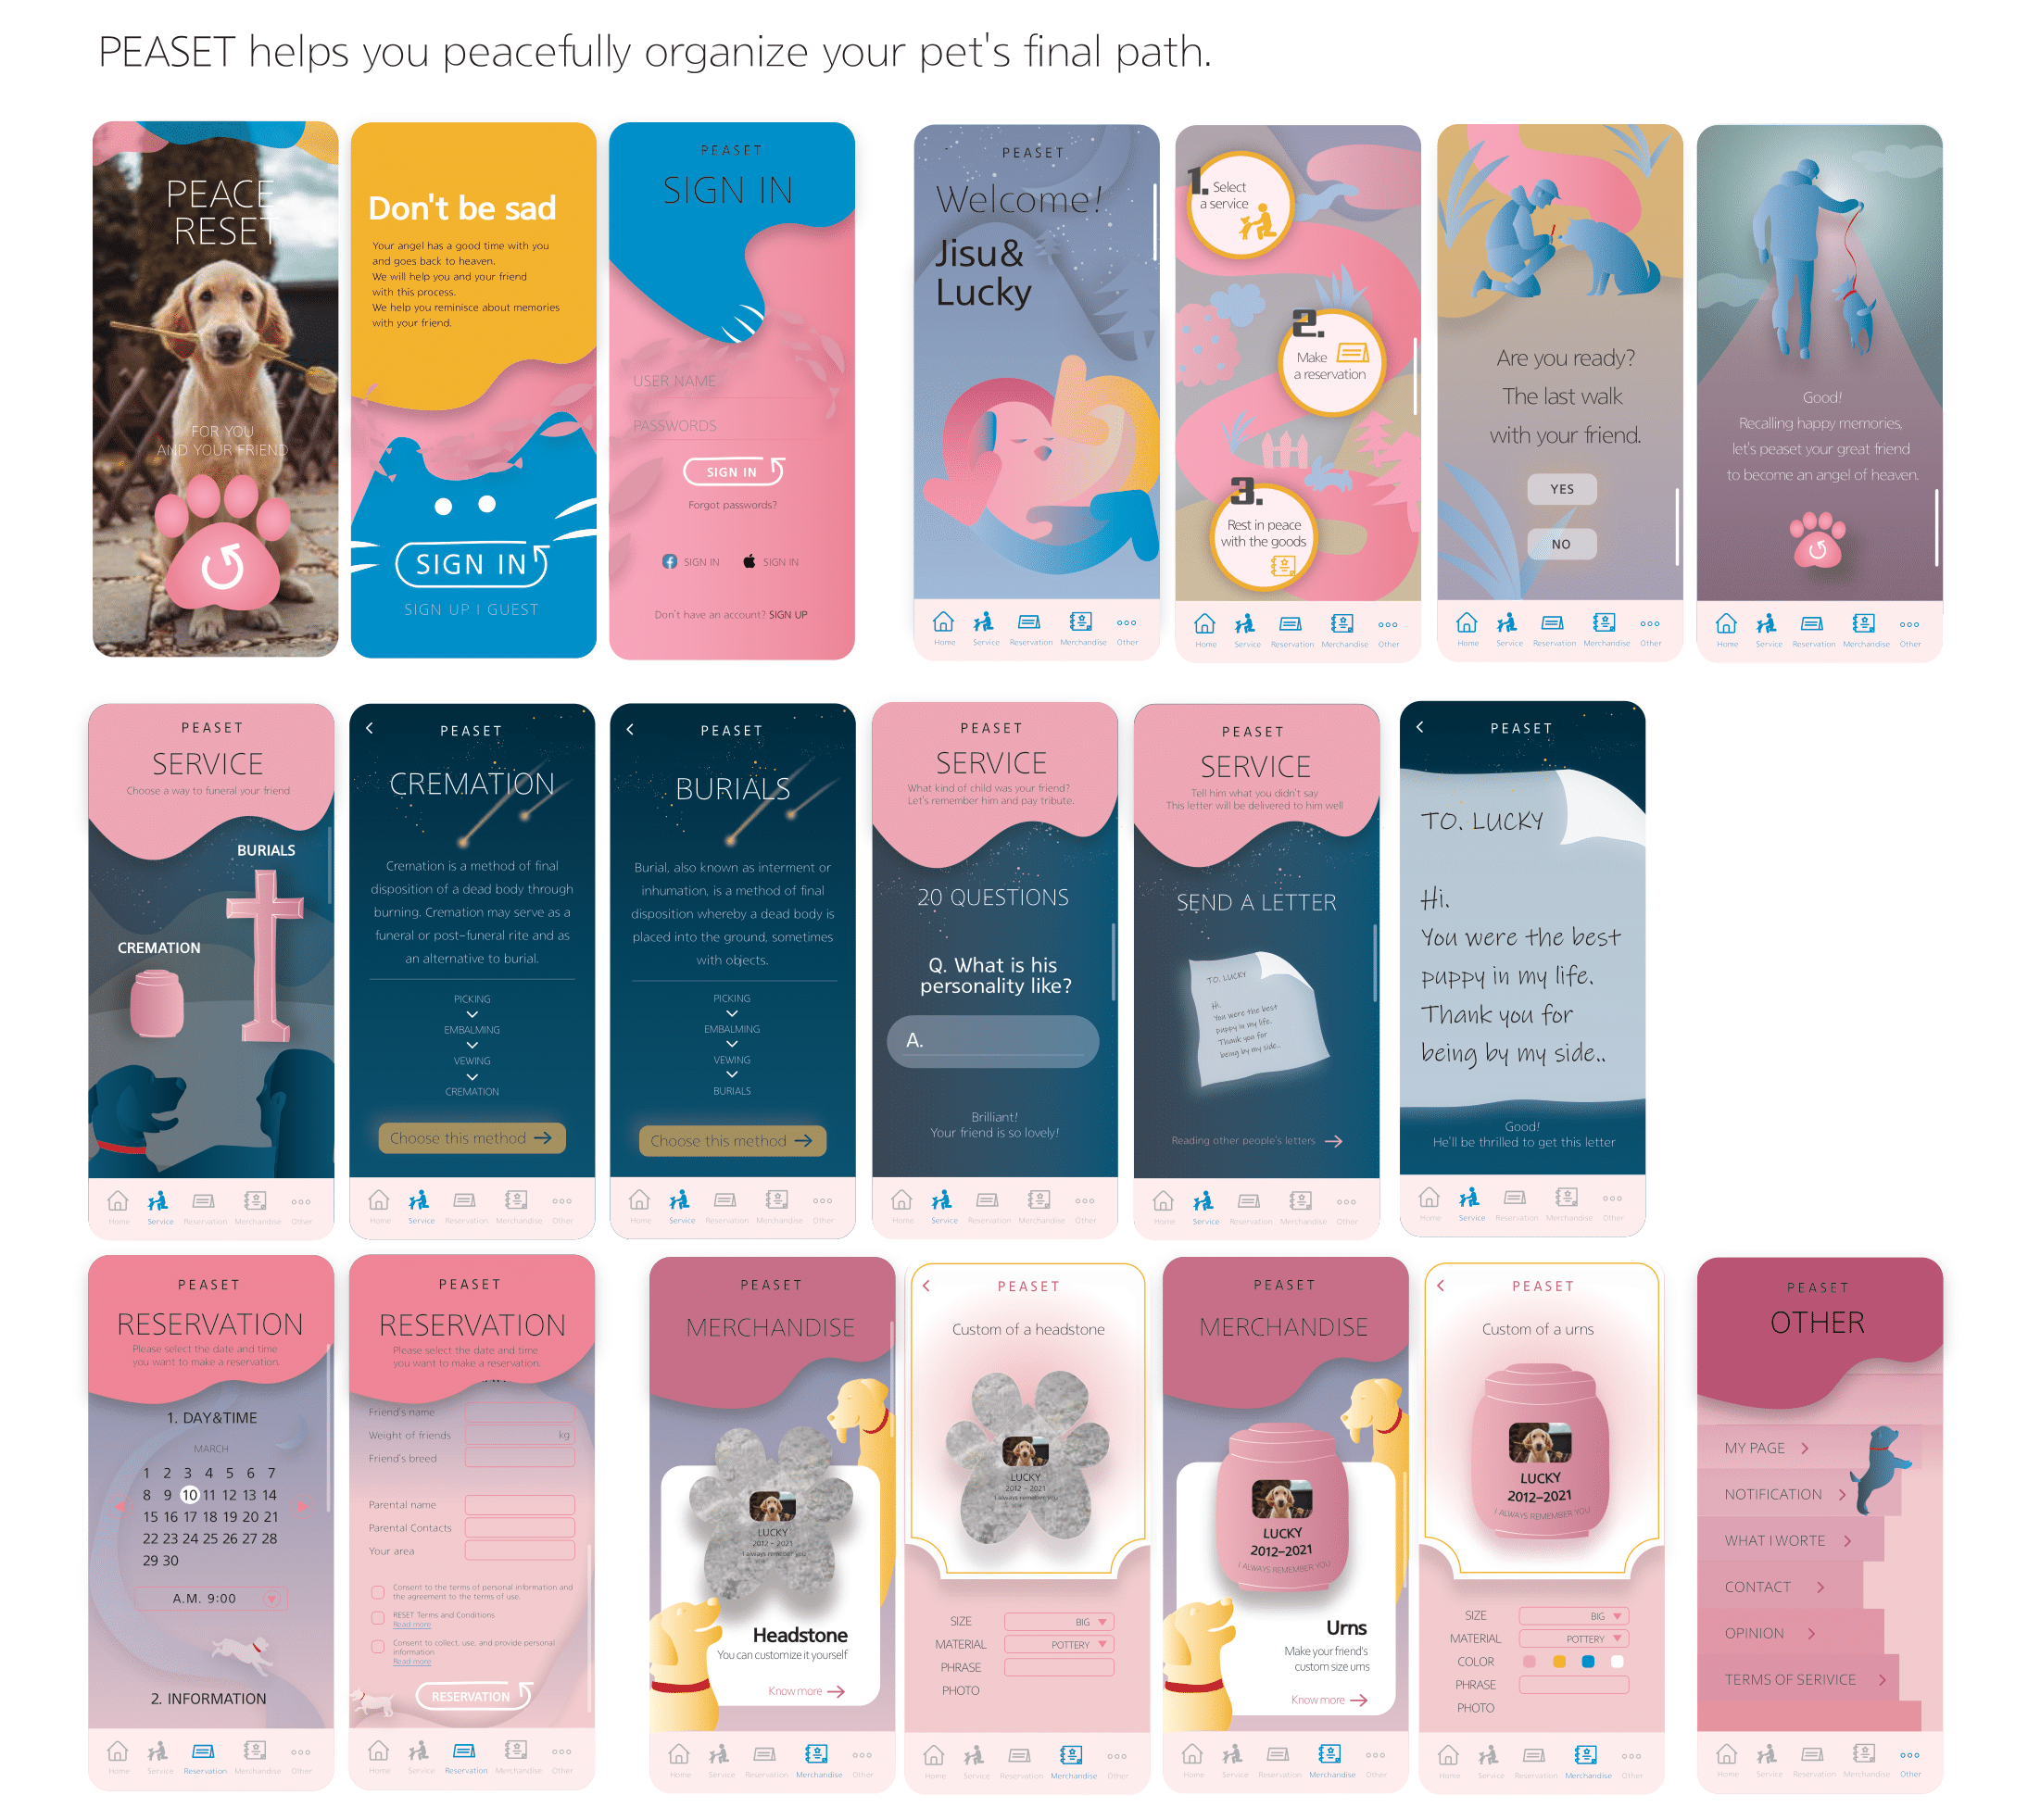 PEASET helps you peacefully organize your pet's final path.
PEACE
RESET
FOR YOU
AND YOUR FRIEND
Don't be sad
Your angel has a good time with you
and goes back to heaven.
We will help you and your friend
with this process.
We help you reminisce about memories
with your friend.
SIGN IN
SIGN UP I GUEST
PEASET
SIGN IN
USER NAME
PASSWORDS
SIGN IN
Forgot passwords?
SIGN IN
SIGN IN
Don't have an account? SIGN UP
PEASET
Welcome!
Jisu&
Lucky
Home Service Reservation Merchandise Other
1. Select
a service
2.
Make
a reservation
3.
Rest in peace
with the goods
Home Service Reservation Merchandise Other
Are you ready?
The last walk
with your friend.
YES
NO
Home Service Reservation Merchandise Other
Good!
Recalling happy memories,
let's peaset your great friend
to become an angel of heaven.
Home Service Reservation Merchandise Other
PEASET
SERVICE
Choose a way to funeral your friend
BURIALS
CREMATION
Home Service Reservation Merchandise Other
PEASET
CREMATION
Cremation is a method of final
disposition of a dead body through
burning. Cremation may serve as a
funeral or post-funeral rite and as
an alternative to burial.
PICKING
EMBALMING
VEWING
CREMATION
Choose this method
Home Service Reservation Merchandise Other
PEASET
BURIALS
Burial, also known as interment or
inhumation, is a method of final
disposition whereby a dead body is
placed into the ground, sometimes
with objects.
PICKING
EMBALMING
VEWING
BURIALS
Choose this method
Home Service Reservation Merchandise Other
PEASET
SERVICE
What kind of child was your friend?
Let's remember him and pay tribute.
20 QUESTIONS
Q. What is his
personality like?
A.
Brilliant!
Your friend is so lovely!
Home Service Reservation Merchandise Other
PEASET
SERVICE
Tell him what you didn't say
This letter will be delivered to him well
SEND A LETTER
TO. LUCKY
Hi.
You were the best
puppy in my life.
Thank you for
being by my side..
Reading other people's letters
Home Service Reservation Merchandise Other
PEASET
TO. LUCKY
Hi.
You were the best
puppy in my life.
Thank you for
being by my side..
Good!
He'll be thrilled to get this letter
Home Service Reservation Merchandise Other
PEASET
RESERVATION
Please select the date and time
you want to make a reservation.
1. DAY&TIME
MARCH
1 2 3 4 5 6 7
8 9 10 11 12 13 14
15 16 17 18 19 20 21
22 23 24 25 26 27 28
29 30
A.M. 9:00
2. INFORMATION
Home Service Reservation Merchandise Other
PEASET
RESERVATION
Please select the date and time
you want to make a reservation.
Friend's name
Weight of friends kg
Friend's breed
Parental name
Parental Contacts
Your area
Consent to the terms of personal information and
the agreement to the terms of use.
RESET Terms and Conditions
Read more
Consent to collect, use, and provide personal
information
Read more
RESERVATION
Home Service Reservation Merchandise Other
PEASET
MERCHANDISE
LUCKY
2012 - 2021
I always remember you
Headstone
You can customize it yourself
Know more
Home Service Reservation Merchandise Other
PEASET
Custom of a headstone
LUCKY
2012 - 2021
I always remember you
SIZE BIG
MATERIAL POTTERY
PHRASE
PHOTO
Home Service Reservation Merchandise Other
PEASET
MERCHANDISE
LUCKY
2012-2021
I ALWAYS REMEMBER YOU
Urns
Make your friend's
custom size urns
Know more
Home Service Reservation Merchandise Other
PEASET
Custom of a urns
LUCKY
2012-2021
I ALWAYS REMEMBER YOU
SIZE BIG
MATERIAL POTTERY
COLOR
PHRASE
PHOTO
Home Service Reservation Merchandise Other
PEASET
OTHER
MY PAGE
NOTIFICATION
WHAT I WORTE
CONTACT
OPINION
TERMS OF SERIVICE
Home Service Reservation Merchandise Other